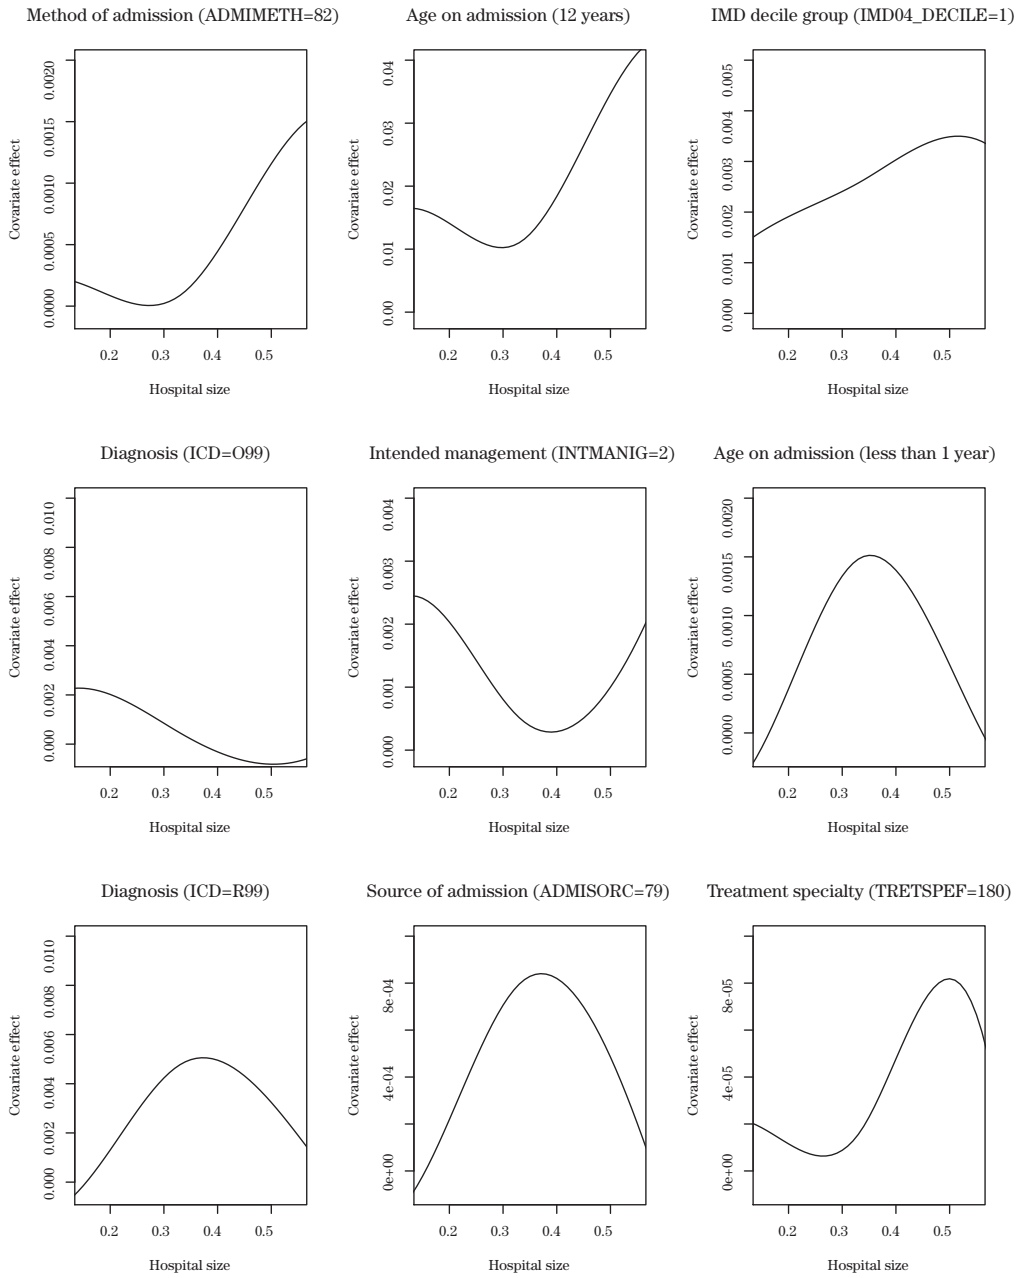 Method of admission (ADMIMETH=82)
Covariate effect
0.0000 0.0005 0.0010 0.0015 0.0020
0.2 0.3 0.4 0.5
Hospital size
Age on admission (12 years)
Covariate effect
0.00 0.01 0.02 0.03 0.04
0.2 0.3 0.4 0.5
Hospital size
IMD decile group (IMD04_DECILE=1)
Covariate effect
0.000 0.001 0.002 0.003 0.004 0.005
0.2 0.3 0.4 0.5
Hospital size
Diagnosis (ICD=O99)
Covariate effect
0.000 0.002 0.004 0.006 0.008 0.010
0.2 0.3 0.4 0.5
Hospital size
Intended management (INTMANIG=2)
Covariate effect
0.000 0.001 0.002 0.003 0.004
0.2 0.3 0.4 0.5
Hospital size
Age on admission (less than 1 year)
Covariate effect
0.0000 0.0005 0.0010 0.0015 0.0020
0.2 0.3 0.4 0.5
Hospital size
Diagnosis (ICD=R99)
Covariate effect
0.000 0.002 0.004 0.006 0.008 0.010
0.2 0.3 0.4 0.5
Hospital size
Source of admission (ADMISORC=79)
Covariate effect
0e+00 4e-04 8e-04
0.2 0.3 0.4 0.5
Hospital size
Treatment specialty (TRETSPEF=180)
Covariate effect
0e+00 4e-05 8e-05
0.2 0.3 0.4 0.5
Hospital size